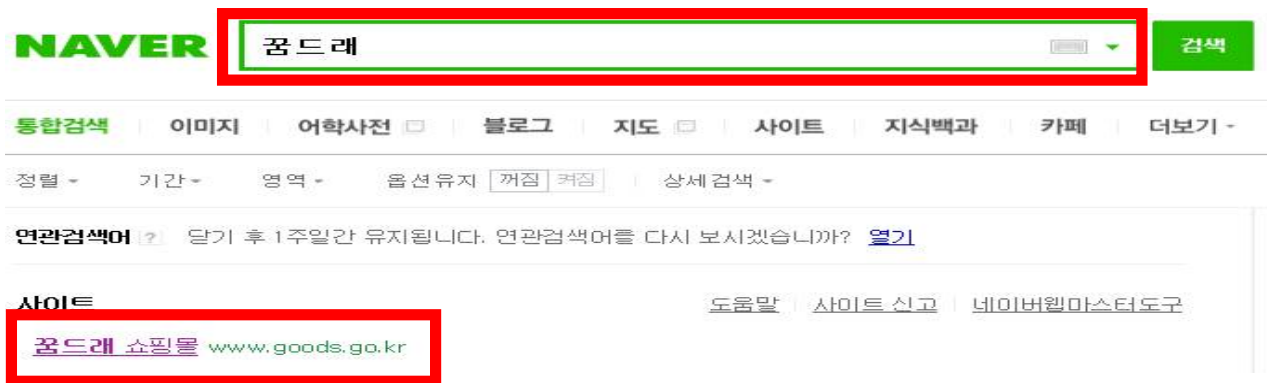 NAVER 꿈드래 검색
통합검색 이미지 어학사전 블로그 지도 사이트 지식백과 카페 더보기
정렬 기간 영역 옵션유지 꺼짐 켜짐 상세검색
연관검색어 ? 닫기 후 1주일간 유지됩니다. 연관검색어를 다시 보시겠습니까? 열기
사이트 도움말 사이트 신고 네이버웹마스터도구
꿈드래 쇼핑몰 www.goods.go.kr